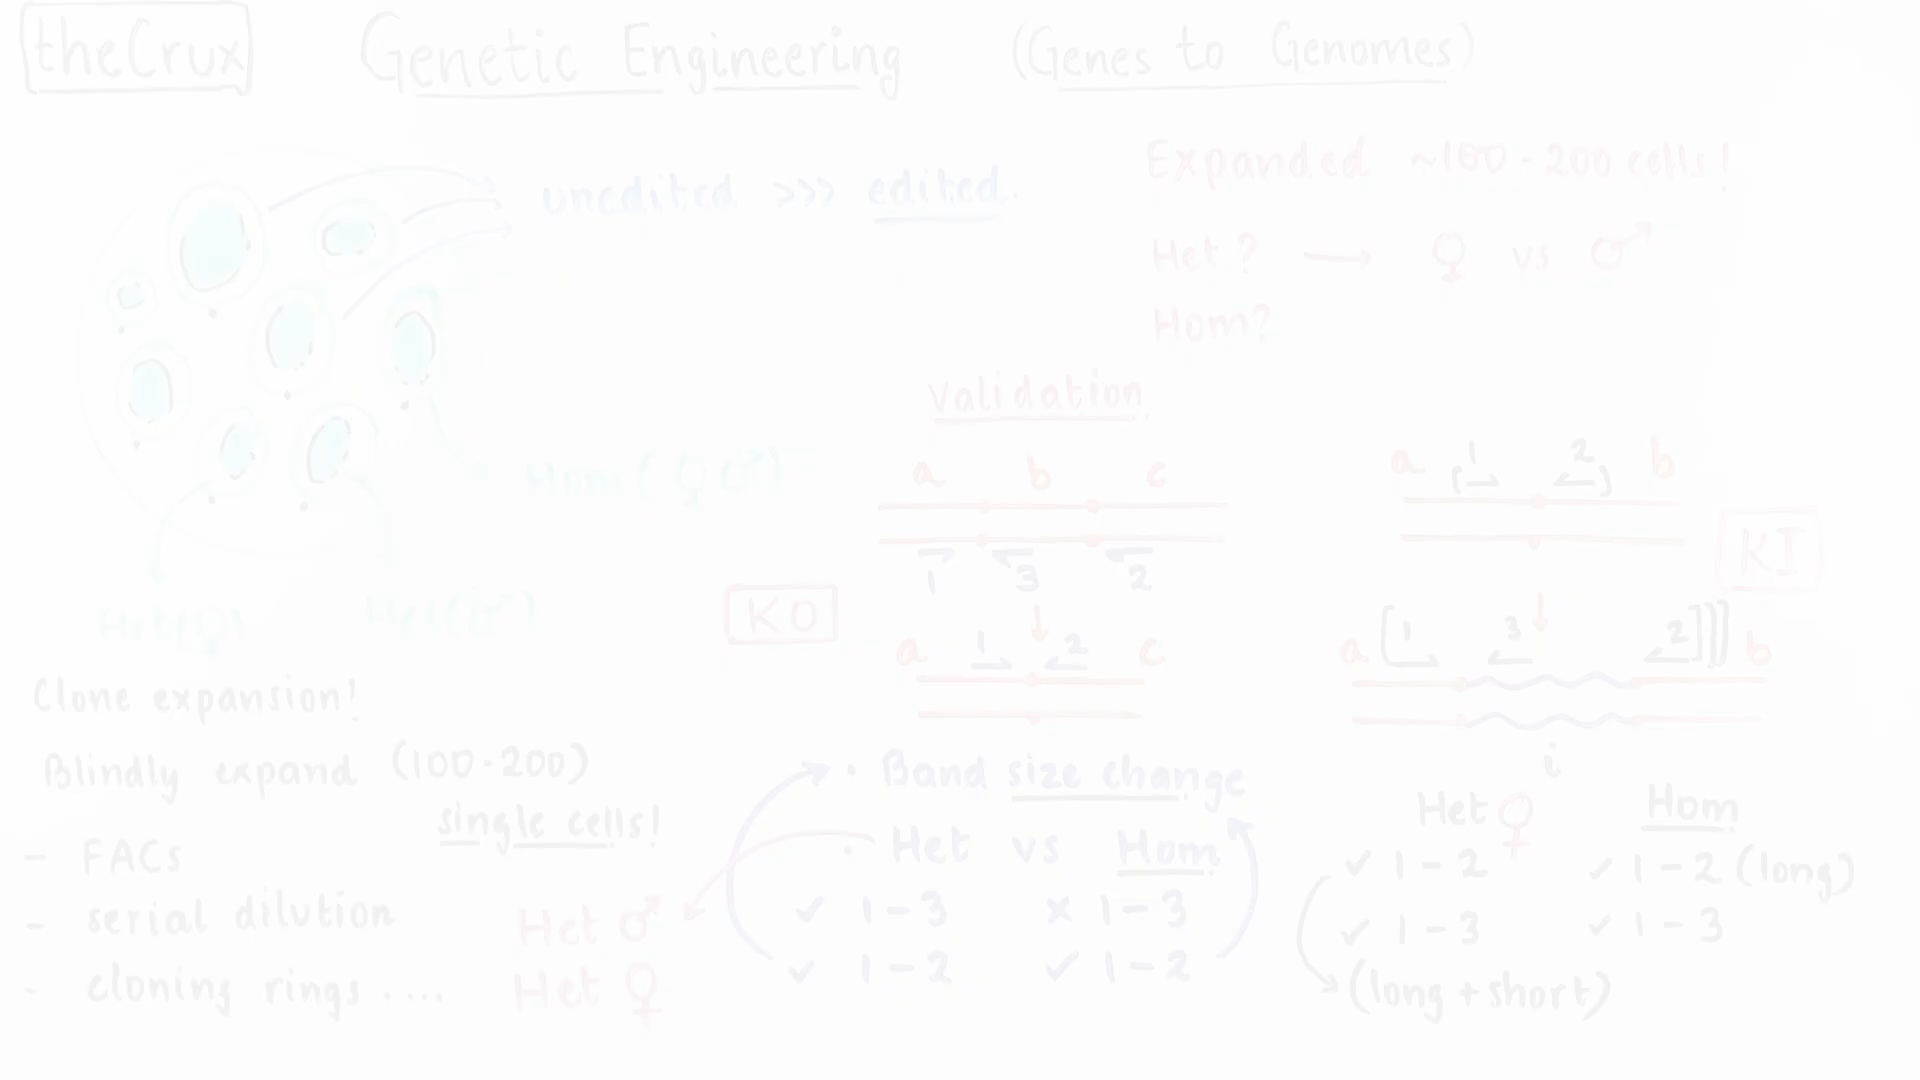 theCrux Genetic Engineering (Genes to Genomes)
unedited >>> edited.
Expanded ~100-200 cells!
Het? → ♀ vs ♂
Hom?
Validation
a b c
1 3 2
KO
a 1 2 c
a 1 2 b
KI
a 1 3 2 b
i
Hom (♀♂)
Het(♀) Het(♂)
Clone expansion!
Blindly expand (100-200)
single cells!
- FACs
- serial dilution
- cloning rings ....
Het ♂
Het ♀
• Band size change
• Het vs Hom
✓ 1-3 × 1-3
✓ 1-2 ✓ 1-2
Het ♀ Hom
✓ 1-2 ✓ 1-2 (long)
✓ 1-3 ✓ 1-3
(long + short)